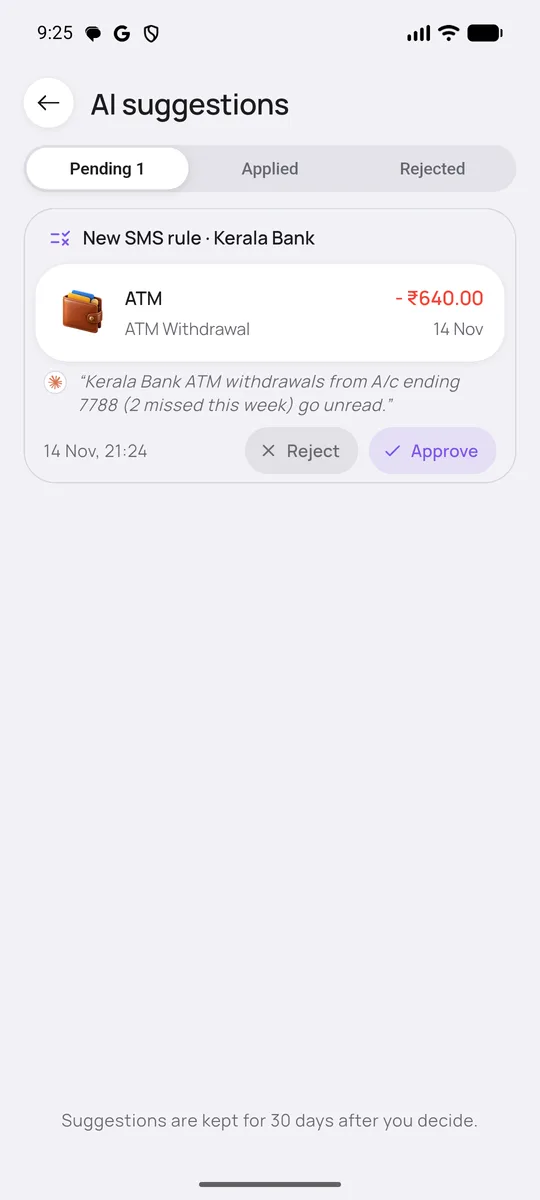 9:25
AI suggestions
Pending 1
Applied
Rejected
New SMS rule · Kerala Bank
ATM
- ₹640.00
ATM Withdrawal
14 Nov
“Kerala Bank ATM withdrawals from A/c ending
7788 (2 missed this week) go unread.”
14 Nov, 21:24
Reject
Approve
Suggestions are kept for 30 days after you decide.